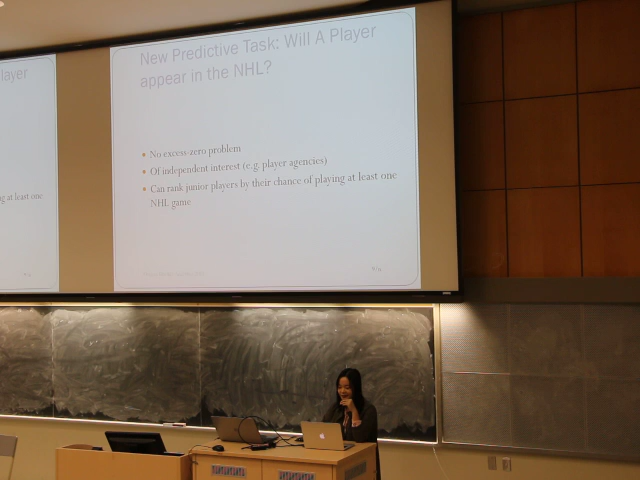 layer
ng at least one
New Predictive Task: Will A Player
appear in the NHL?
No excess-zero problem
Of independent interest (e.g. player agencies)
Can rank junior players by their chance of playing at least one
NHL game